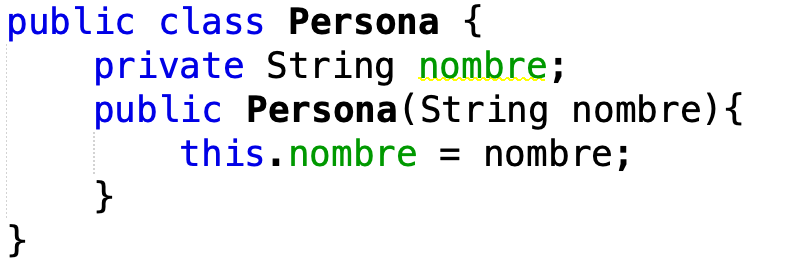 public class Persona {
    private String nombre;
    public Persona(String nombre){
        this.nombre = nombre;
    }
}